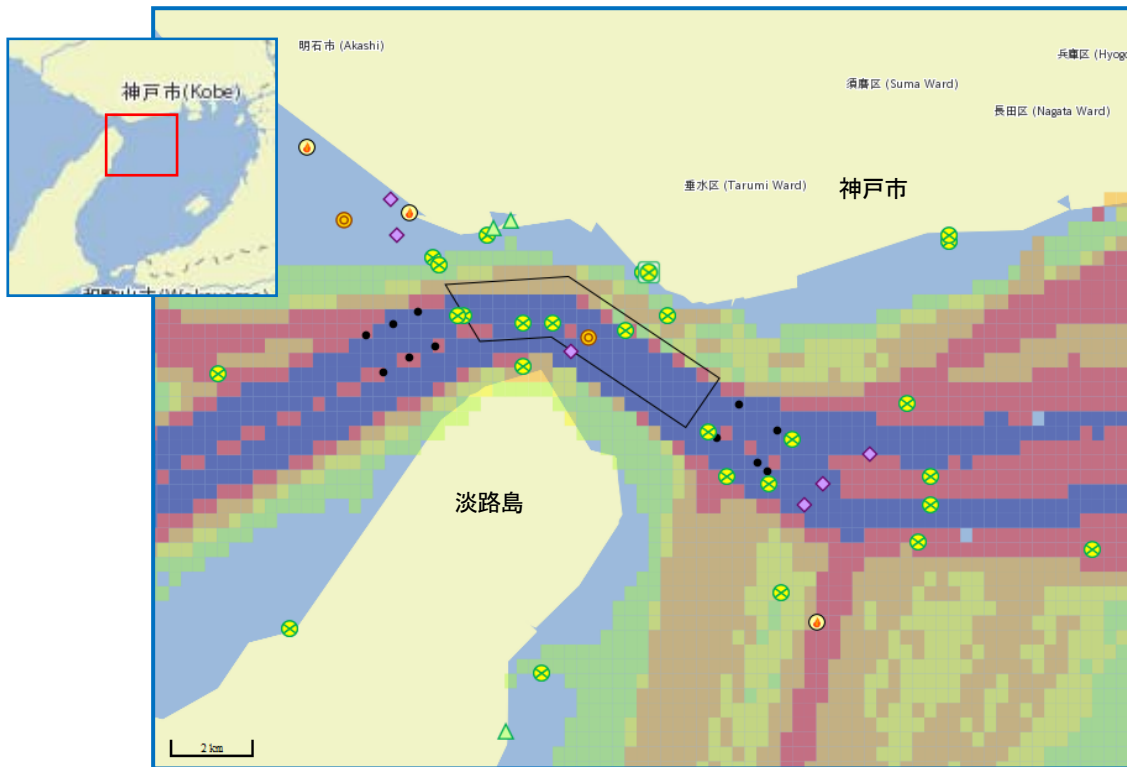 明石市 (Akashi)
兵庫区 (Hyogo
神戸市(Kobe)
須磨区 (Suma Ward)
長田区 (Nagata Ward)
垂水区 (Tarumi Ward)
神戸市
淡路島
2 km